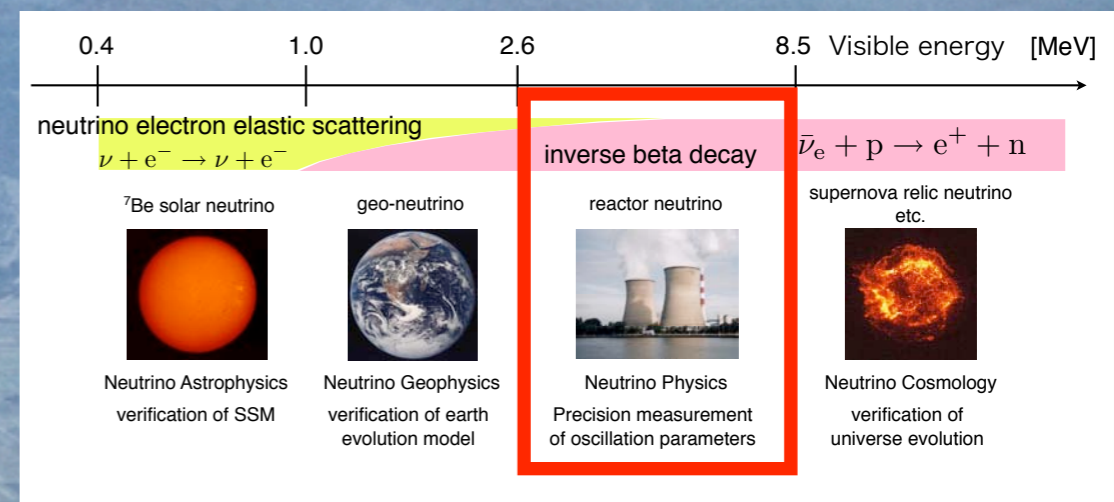 0.4 1.0 2.6 8.5 Visible energy [MeV]
neutrino electron elastic scattering
ν + e⁻ → ν + e⁻
inverse beta decay
ν̄ₑ + p → e⁺ + n
⁷Be solar neutrino
geo-neutrino
reactor neutrino
supernova relic neutrino
etc.
Neutrino Astrophysics
verification of SSM
Neutrino Geophysics
verification of earth
evolution model
Neutrino Physics
Precision measurement
of oscillation parameters
Neutrino Cosmology
verification of
universe evolution